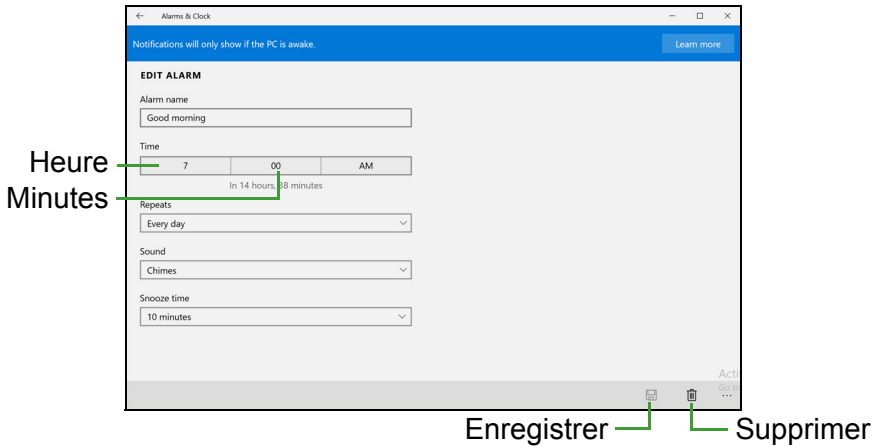 Alarms & Clock
Notifications will only show if the PC is awake.
Learn more
EDIT ALARM
Alarm name
Good morning
Time
Heure
7 00 AM
In 14 hours, 38 minutes
Minutes
Repeats
Every day
Sound
Chimes
Snooze time
10 minutes
Go to
Enregistrer
Supprimer